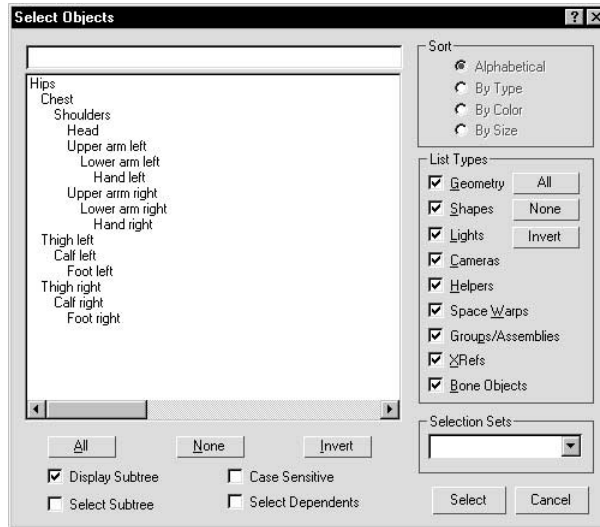 Select Objects
Hips
Chest
Shoulders
Head
Upper arm left
Lower arm left
Hand left
Upper arrm right
Lower arm right
Hand right
Thigh left
Calf left
Foot left
Thigh right
Calf right
Foot right
All
None
Invert
Display Subtree
Case Sensitive
Select Subtree
Select Dependents
Sort
Alphabetical
By Type
By Color
By Size
List Types
Geometry
All
Shapes
None
Lights
Invert
Cameras
Helpers
Space Warps
Groups/Assemblies
XRefs
Bone Objects
Selection Sets
Select
Cancel